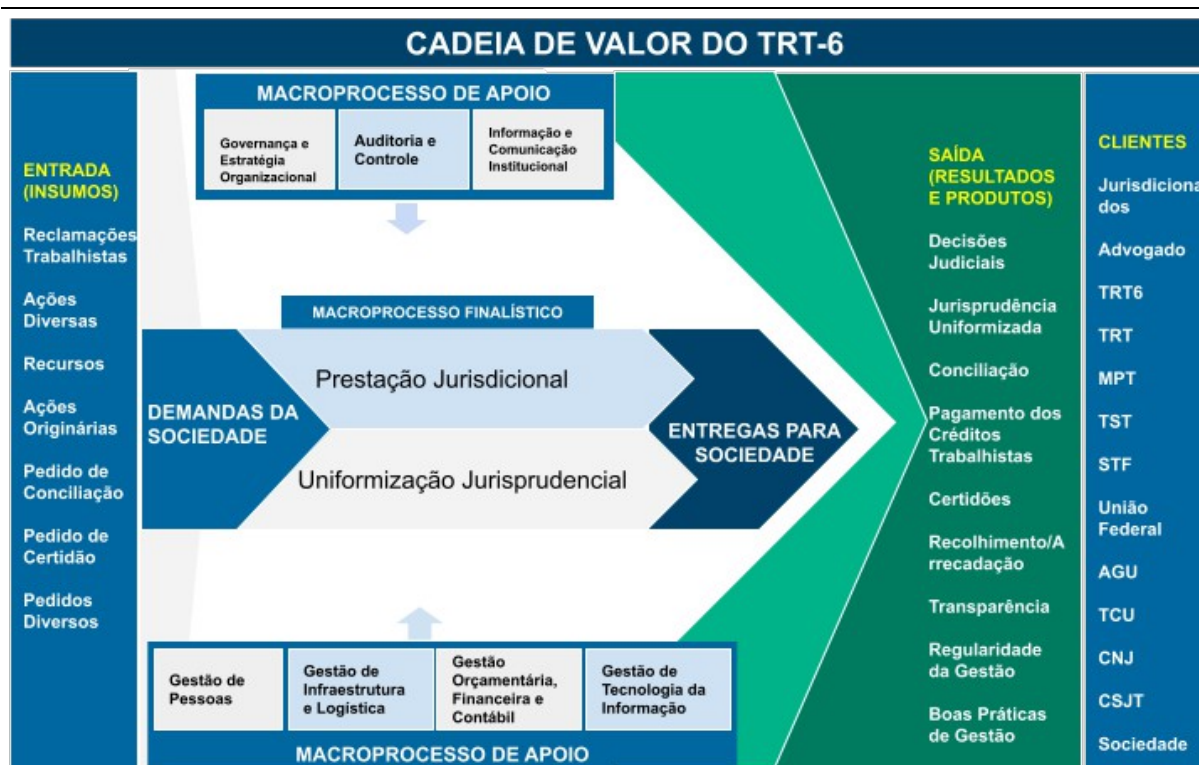 CADEIA DE VALOR DO TRT-6
ENTRADA
(INSUMOS)
Reclamações
Trabalhistas
Ações
Diversas
Recursos
Ações
Originárias
Pedido de
Conciliação
Pedido de
Certidão
Pedidos
Diversos
MACROPROCESSO DE APOIO
Governança e
Estratégia
Organizacional
Auditoria e
Controle
Informação e
Comunicação
Institucional
MACROPROCESSO FINALÍSTICO
DEMANDAS DA
SOCIEDADE
Prestação Jurisdicional
Uniformização Jurisprudencial
ENTREGAS PARA
SOCIEDADE
Gestão de
Pessoas
Gestão de
Infraestrutura
e Logística
Gestão
Orçamentária,
Financeira e
Contábil
Gestão de
Tecnologia da
Informação
MACROPROCESSO DE APOIO
SAÍDA
(RESULTADOS
E PRODUTOS)
Decisões
Judiciais
Jurisprudência
Uniformizada
Conciliação
Pagamento dos
Créditos
Trabalhistas
Certidões
Recolhimento/A
rrecadação
Transparência
Regularidade
da Gestão
Boas Práticas
de Gestão
CLIENTES
Jurisdiciona
dos
Advogado
TRT6
TRT
MPT
TST
STF
União
Federal
AGU
TCU
CNJ
CSJT
Sociedade